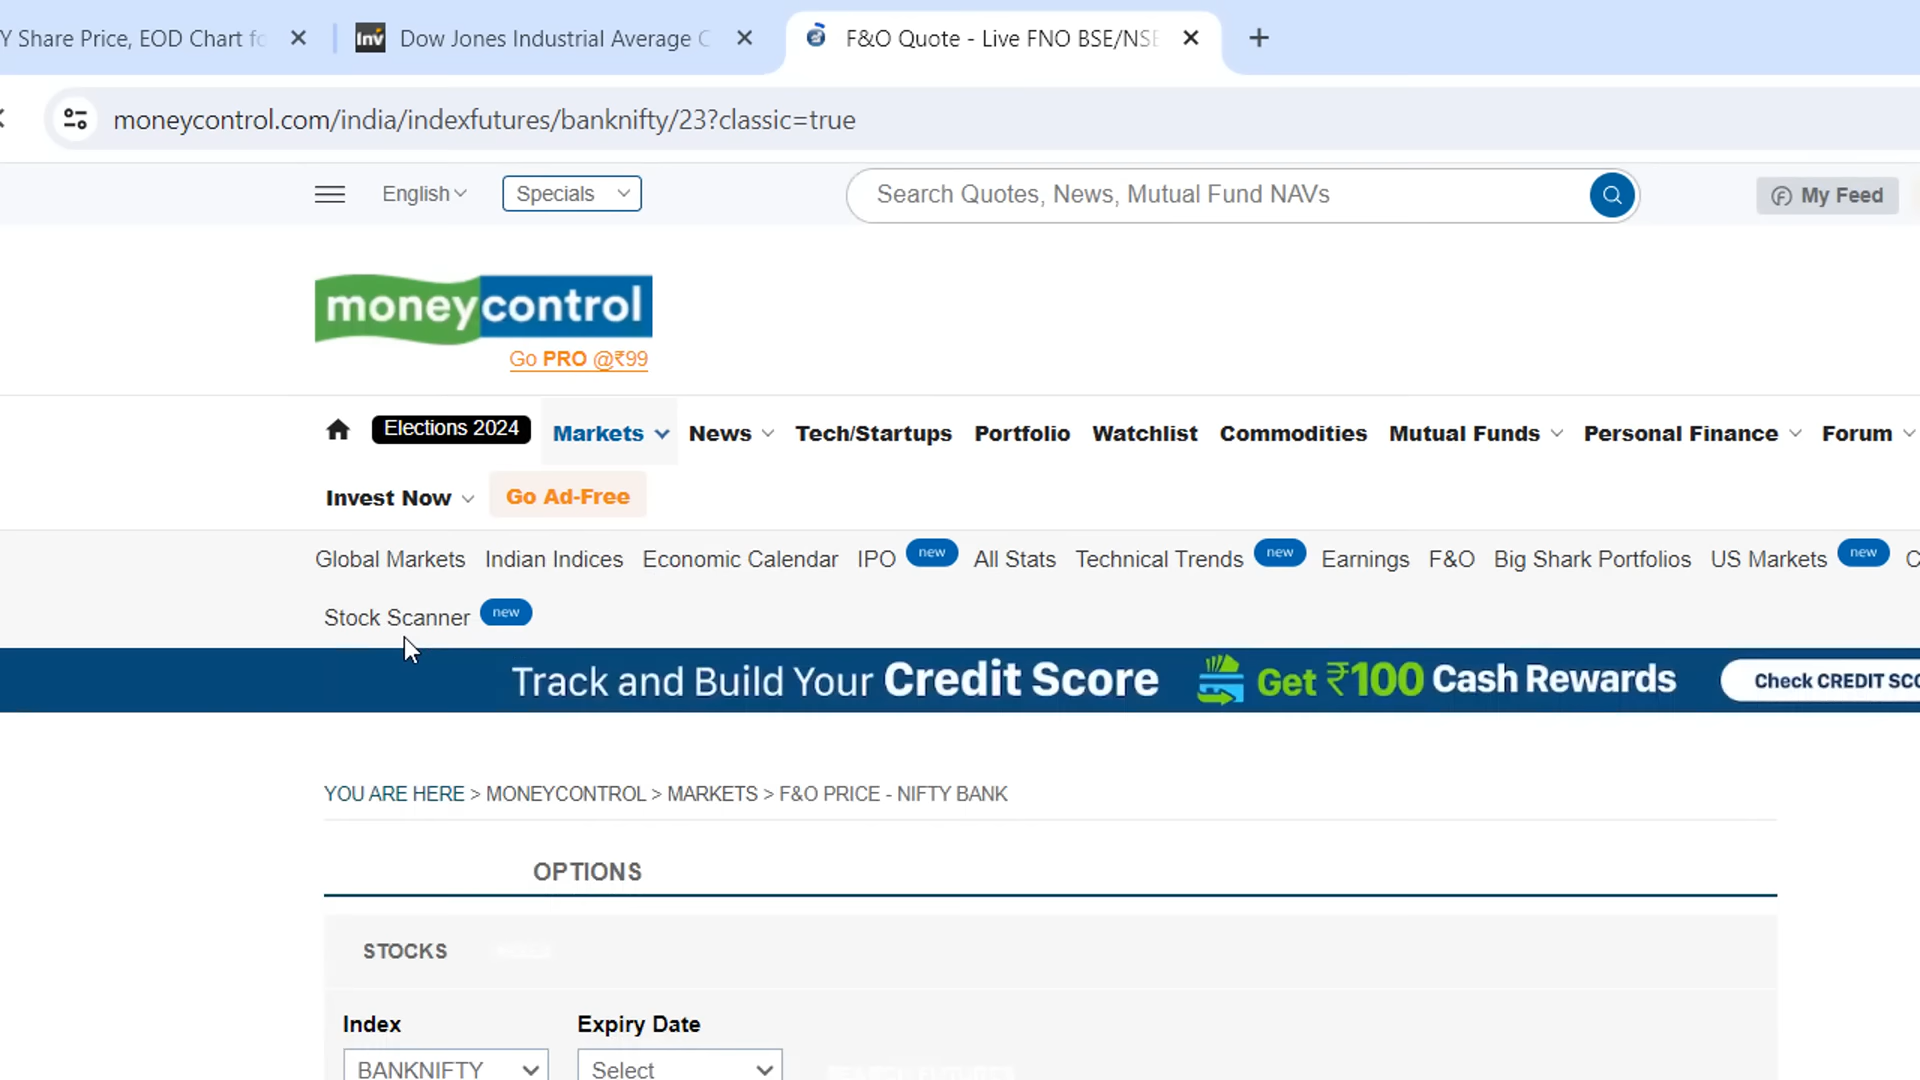 Y Share Price, EOD Chart fo
Inv Dow Jones Industrial Average C
F&O Quote - Live FNO BSE/NSE
moneycontrol.com/india/indexfutures/banknifty/23?classic=true
English Specials Search Quotes, News, Mutual Fund NAVs My Feed
moneycontrol
Go PRO @₹99
Elections 2024 Markets News Tech/Startups Portfolio Watchlist Commodities Mutual Funds Personal Finance Forum
Invest Now Go Ad-Free
Global Markets Indian Indices Economic Calendar IPO new All Stats Technical Trends new Earnings F&O Big Shark Portfolios US Markets new C
Stock Scanner new
Track and Build Your Credit Score Get ₹100 Cash Rewards Check CREDIT SCO
YOU ARE HERE > MONEYCONTROL > MARKETS > F&O PRICE - NIFTY BANK
OPTIONS
STOCKS
Index Expiry Date
BANKNIFTY Select